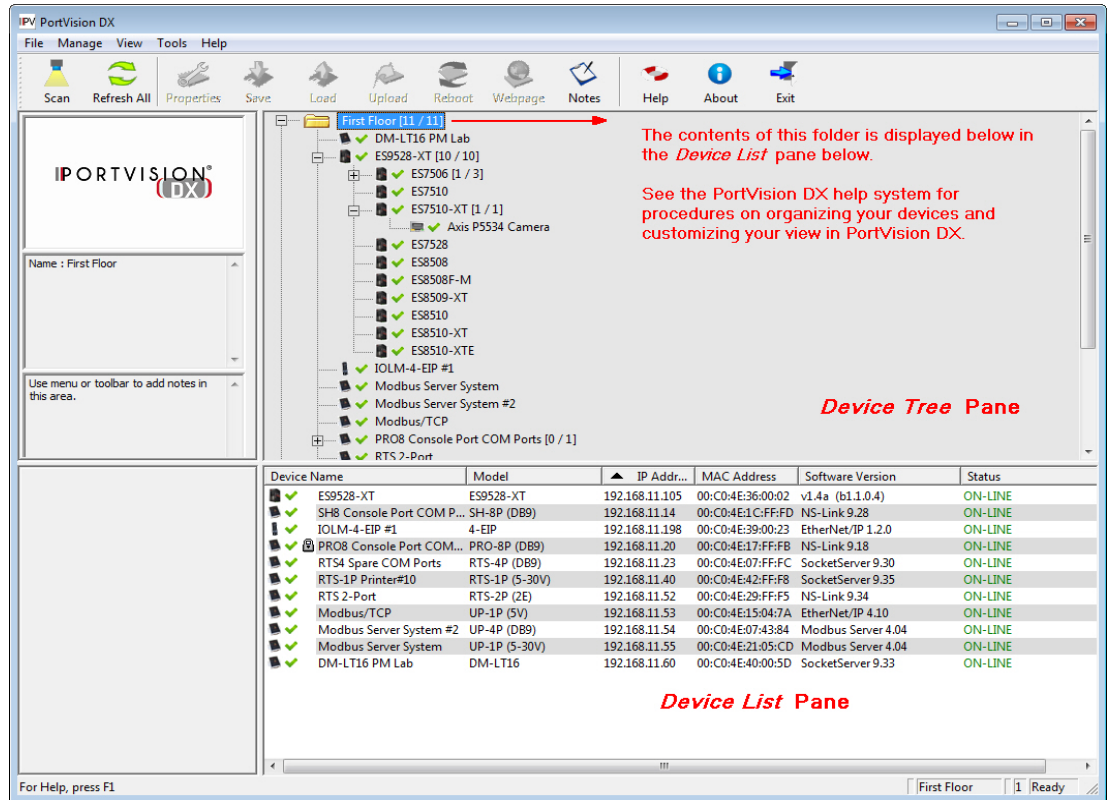 PortVision DX
File Manage View Tools Help
Scan Refresh All Properties Save Load Upload Reboot Webpage Notes Help About Exit
PORTVISION®
DX
Name : First Floor
Use menu or toolbar to add notes in
this area.
First Floor [11 / 11]
DM-LT16 PM Lab
ES9528-XT [10 / 10]
ES7506 [1 / 3]
ES7510
ES7510-XT [1 / 1]
Axis P5534 Camera
ES7528
ES8508
ES8508F-M
ES8509-XT
ES8510
ES8510-XT
ES8510-XTE
IOLM-4-EIP #1
Modbus Server System
Modbus Server System #2
Modbus/TCP
PRO8 Console Port COM Ports [0 / 1]
RTS 2-Port
The contents of this folder is displayed below in
the Device List pane below.
See the PortVision DX help system for
procedures on organizing your devices and
customizing your view in PortVision DX.
Device Tree Pane
Device Name Model IP Addr... MAC Address Software Version Status
ES9528-XT ES9528-XT 192.168.11.105 00:C0:4E:36:00:02 v1.4a (b1.1.0.4) ON-LINE
SH8 Console Port COM P... SH-8P (DB9) 192.168.11.14 00:C0:4E:1C:FF:FD NS-Link 9.28 ON-LINE
IOLM-4-EIP #1 4-EIP 192.168.11.198 00:C0:4E:39:00:23 EtherNet/IP 1.2.0 ON-LINE
PRO8 Console Port COM... PRO-8P (DB9) 192.168.11.20 00:C0:4E:17:FF:FB NS-Link 9.18 ON-LINE
RTS4 Spare COM Ports RTS-4P (DB9) 192.168.11.23 00:C0:4E:07:FF:FC SocketServer 9.30 ON-LINE
RTS-1P Printer#10 RTS-1P (5-30V) 192.168.11.40 00:C0:4E:42:FF:F8 SocketServer 9.35 ON-LINE
RTS 2-Port RTS-2P (2E) 192.168.11.52 00:C0:4E:29:FF:F5 NS-Link 9.34 ON-LINE
Modbus/TCP UP-1P (5V) 192.168.11.53 00:C0:4E:15:04:7A EtherNet/IP 4.10 ON-LINE
Modbus Server System #2 UP-4P (DB9) 192.168.11.54 00:C0:4E:07:43:84 Modbus Server 4.04 ON-LINE
Modbus Server System UP-1P (5-30V) 192.168.11.55 00:C0:4E:21:05:CD Modbus Server 4.04 ON-LINE
DM-LT16 PM Lab DM-LT16 192.168.11.60 00:C0:4E:40:00:5D SocketServer 9.33 ON-LINE
Device List Pane
For Help, press F1 First Floor 1 Ready